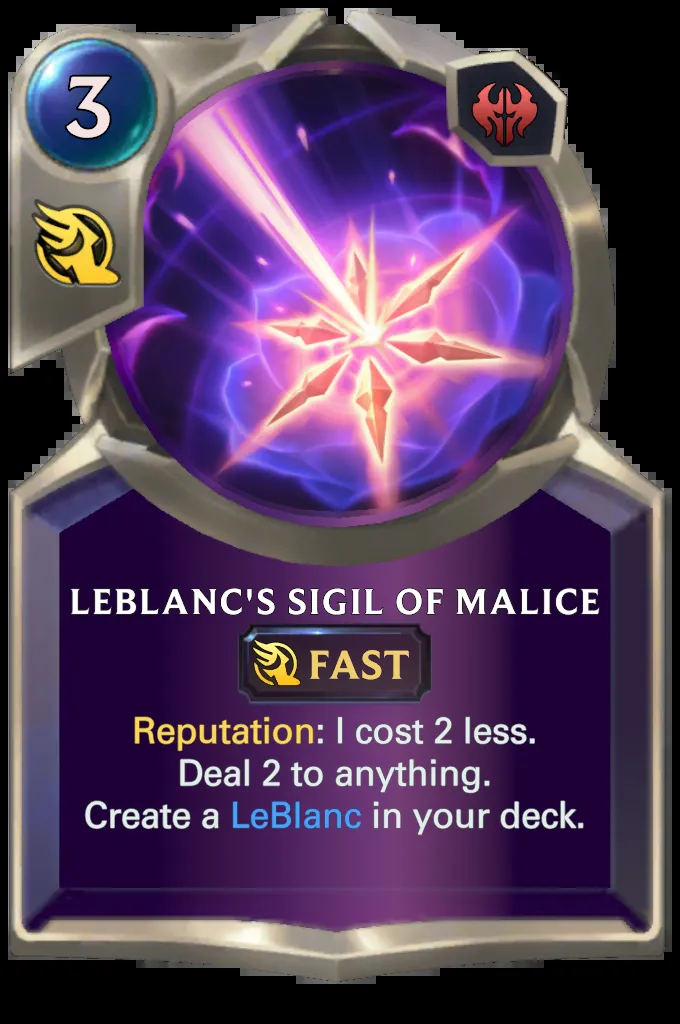 3
LEBLANC'S SIGIL OF MALICE
FAST
Reputation: I cost 2 less.
Deal 2 to anything.
Create a LeBlanc in your deck.